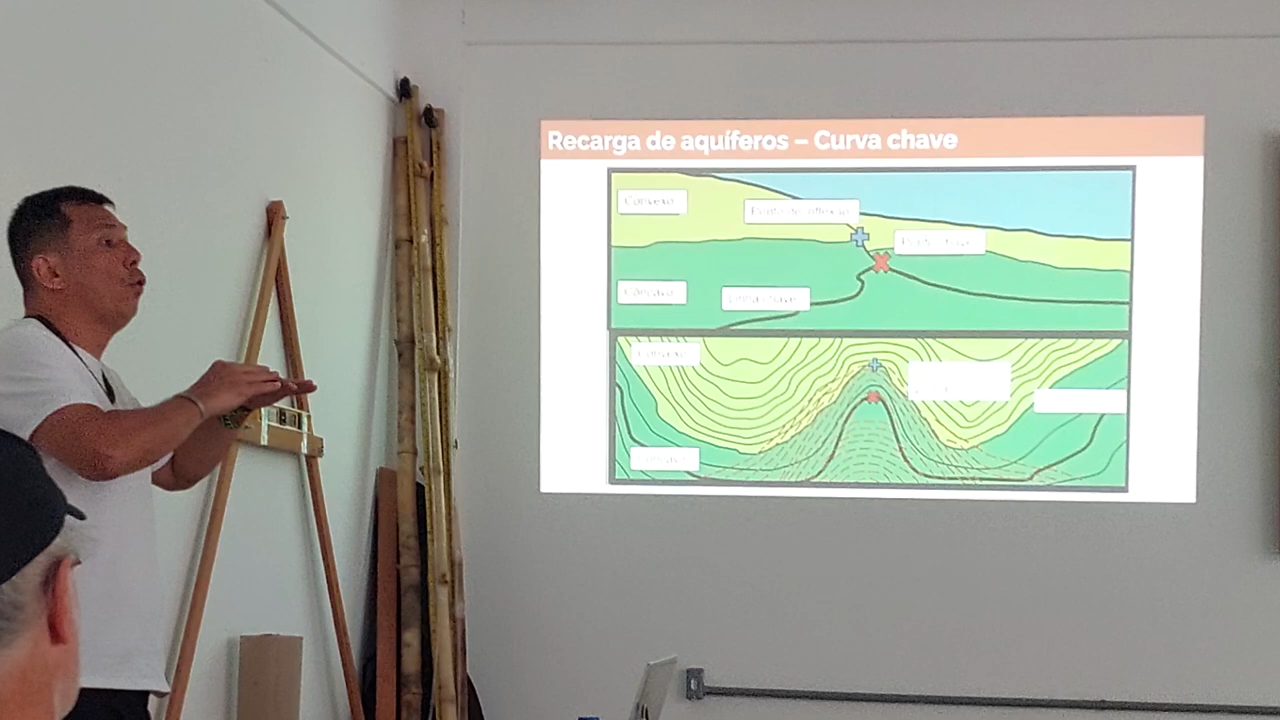 Recarga de aquíferos – Curva chave
Convexo
Ponto de inflexão
Ponto chave
Côncavo
Linha chave
Convexo
Côncavo